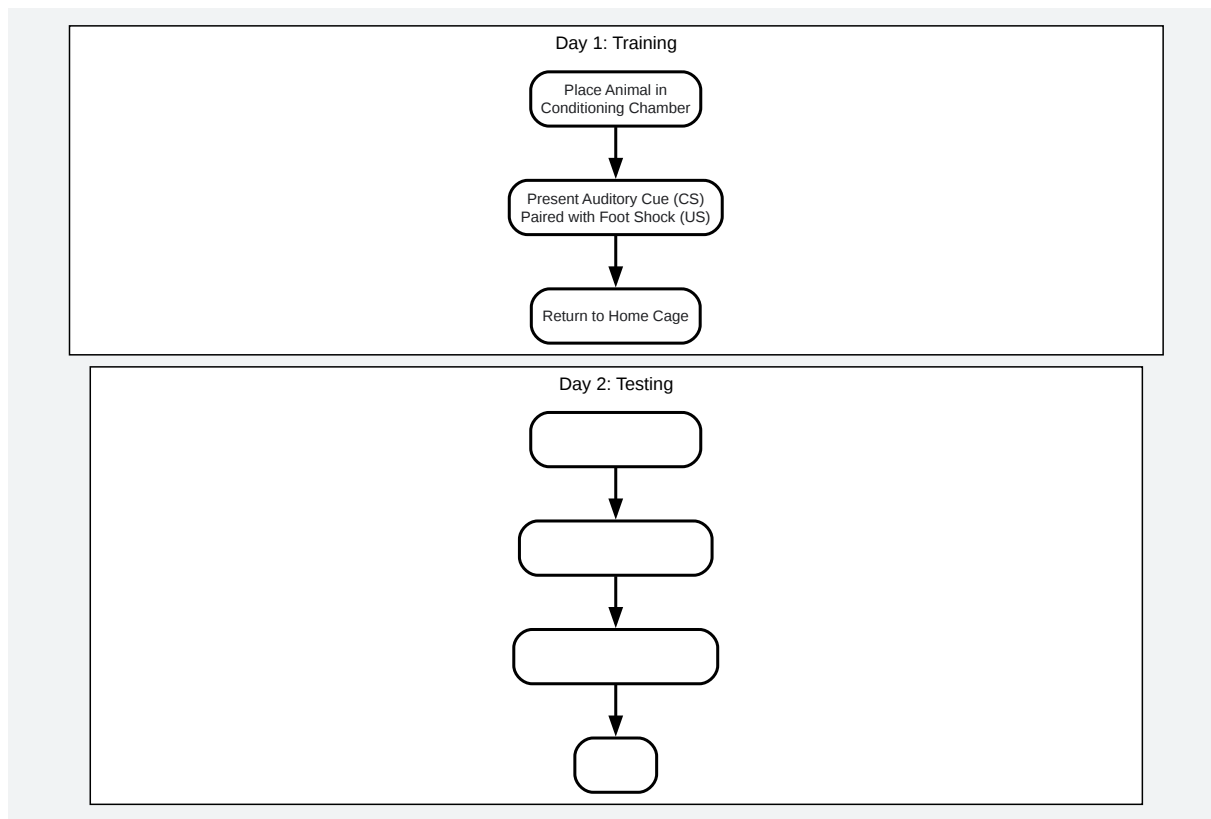 Day 1: Training
Place Animal in
Conditioning Chamber
Present Auditory Cue (CS)
Paired with Foot Shock (US)
Return to Home Cage
Day 2: Testing